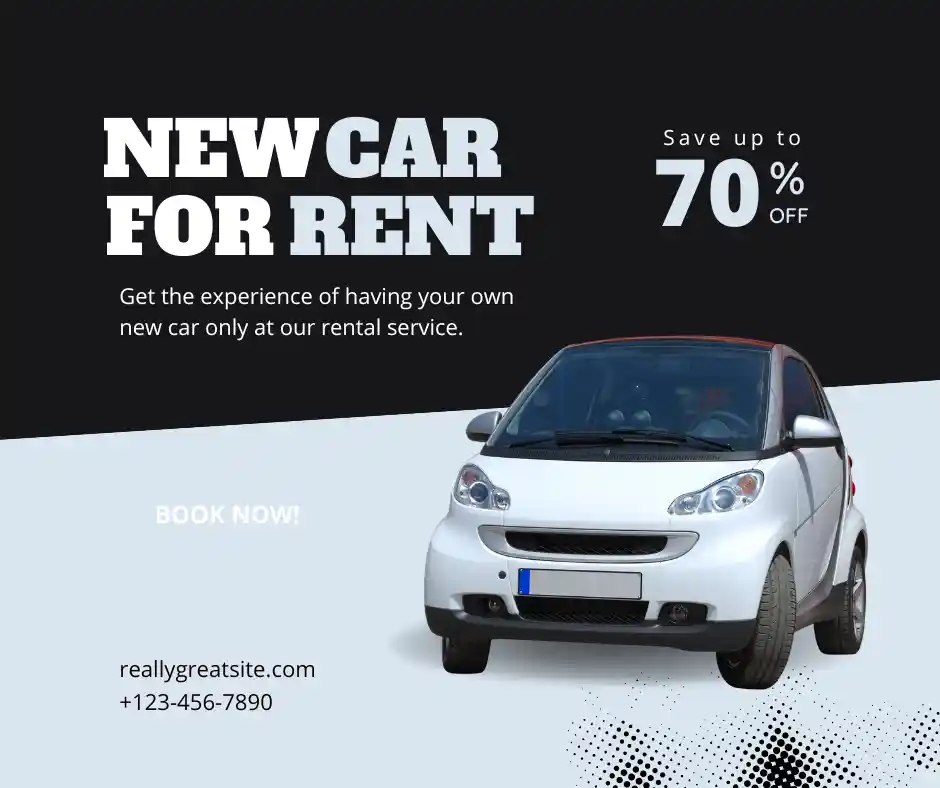 NEW CAR
FOR RENT
Save up to
70%
OFF
Get the experience of having your own
new car only at our rental service.
BOOK NOW!
reallygreatsite.com
+123-456-7890